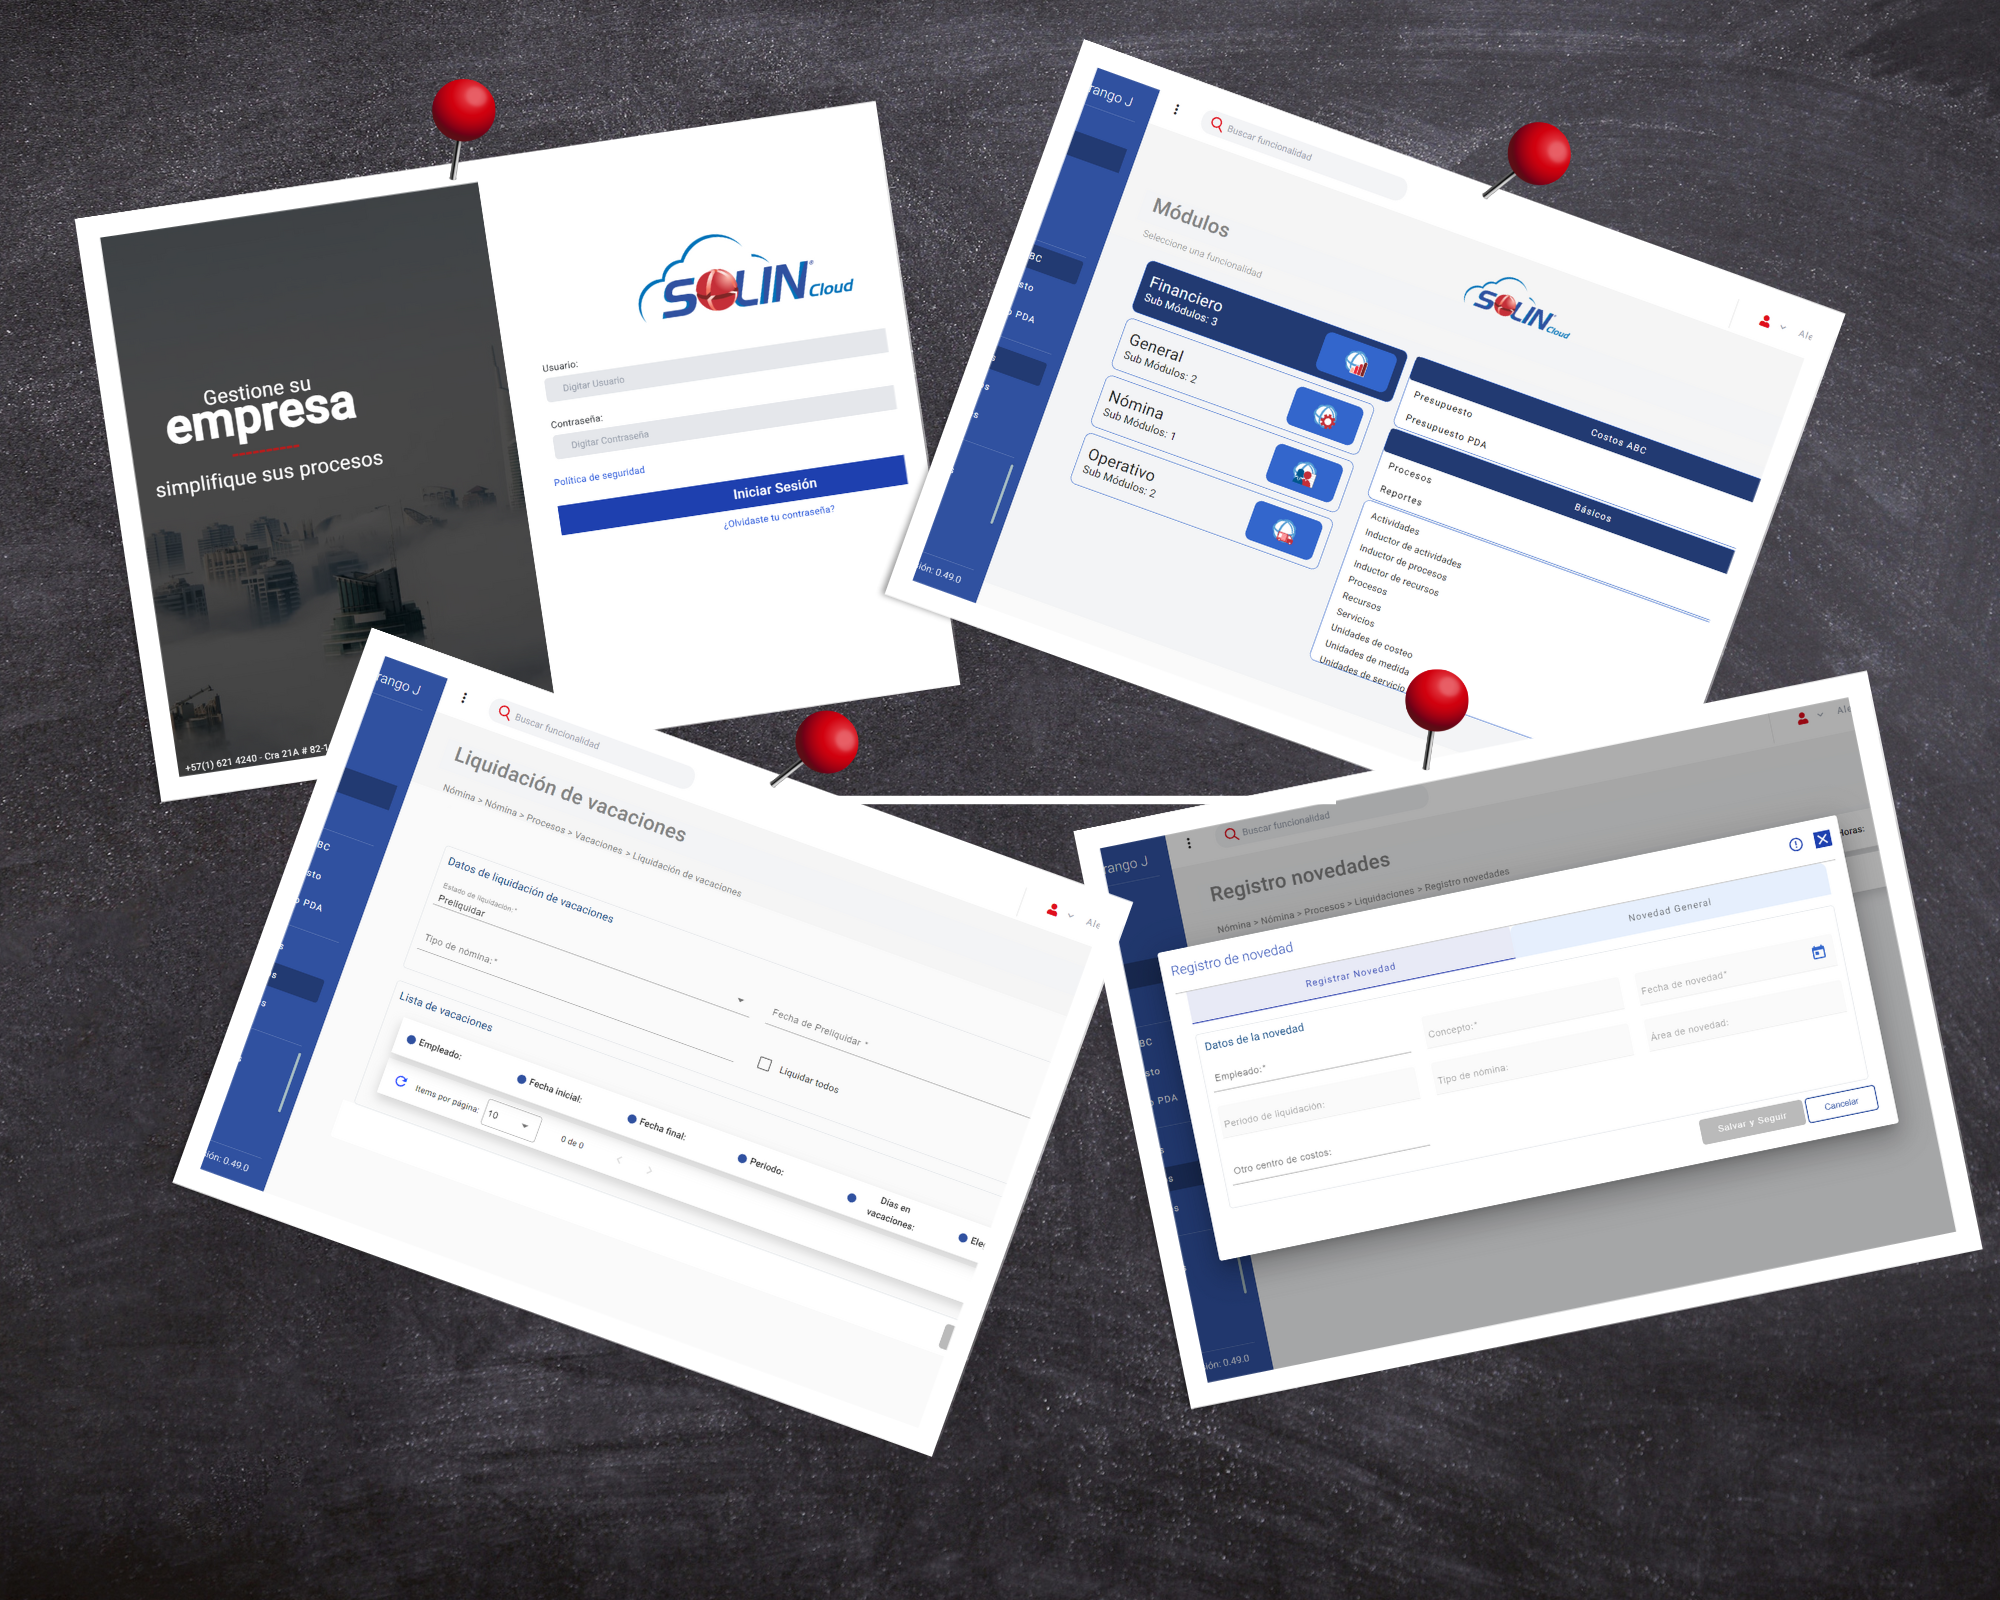 Gestione su
empresa
simplifique sus procesos
+57(1) 621 4240 - Cra 21A # 82-1
SOLIN® Cloud
Usuario:
Digitar Usuario
Contraseña:
Digitar Contraseña
Política de seguridad
Iniciar Sesión
¿Olvidaste tu contraseña?
rango J
BC
sto
o PDA
s
s
s
s
ión: 0.49.0
Buscar funcionalidad
Ale
Módulos
Seleccione una funcionalidad
SOLIN Cloud
Financiero
Sub Módulos: 3
General
Sub Módulos: 2
Nómina
Sub Módulos: 1
Operativo
Sub Módulos: 2
Costos ABC
Presupuesto
Presupuesto PDA
Básicos
Procesos
Reportes
Actividades
Inductor de actividades
Inductor de procesos
Inductor de recursos
Procesos
Recursos
Servicios
Unidades de costeo
Unidades de medida
Unidades de servicio
rango J
BC
sto
o PDA
s
s
s
s
ión: 0.49.0
Buscar funcionalidad
Ale
Liquidación de vacaciones
Nómina > Nómina > Procesos > Vacaciones > Liquidación de vacaciones
Datos de liquidación de vacaciones
Estado de liquidación:*
Preliquidar
Fecha de Preliquidar *
Tipo de nómina:*
Liquidar todos
Lista de vacaciones
Empleado:
Fecha inicial:
Fecha final:
Periodo:
Días en
vacaciones:
Ele
Items por página:
10
0 de 0
rango J
BC
sto
o PDA
s
s
s
s
ión: 0.49.0
Buscar funcionalidad
Ale
Registro novedades
Nómina > Nómina > Procesos > Liquidaciones > Registro novedades
Horas:
Registro de novedad
Registrar Novedad
Novedad General
Datos de la novedad
Empleado:*
Concepto:*
Fecha de novedad*
Periodo de liquidación:
Tipo de nómina:
Área de novedad:
Otro centro de costos:
Salvar y Seguir
Cancelar